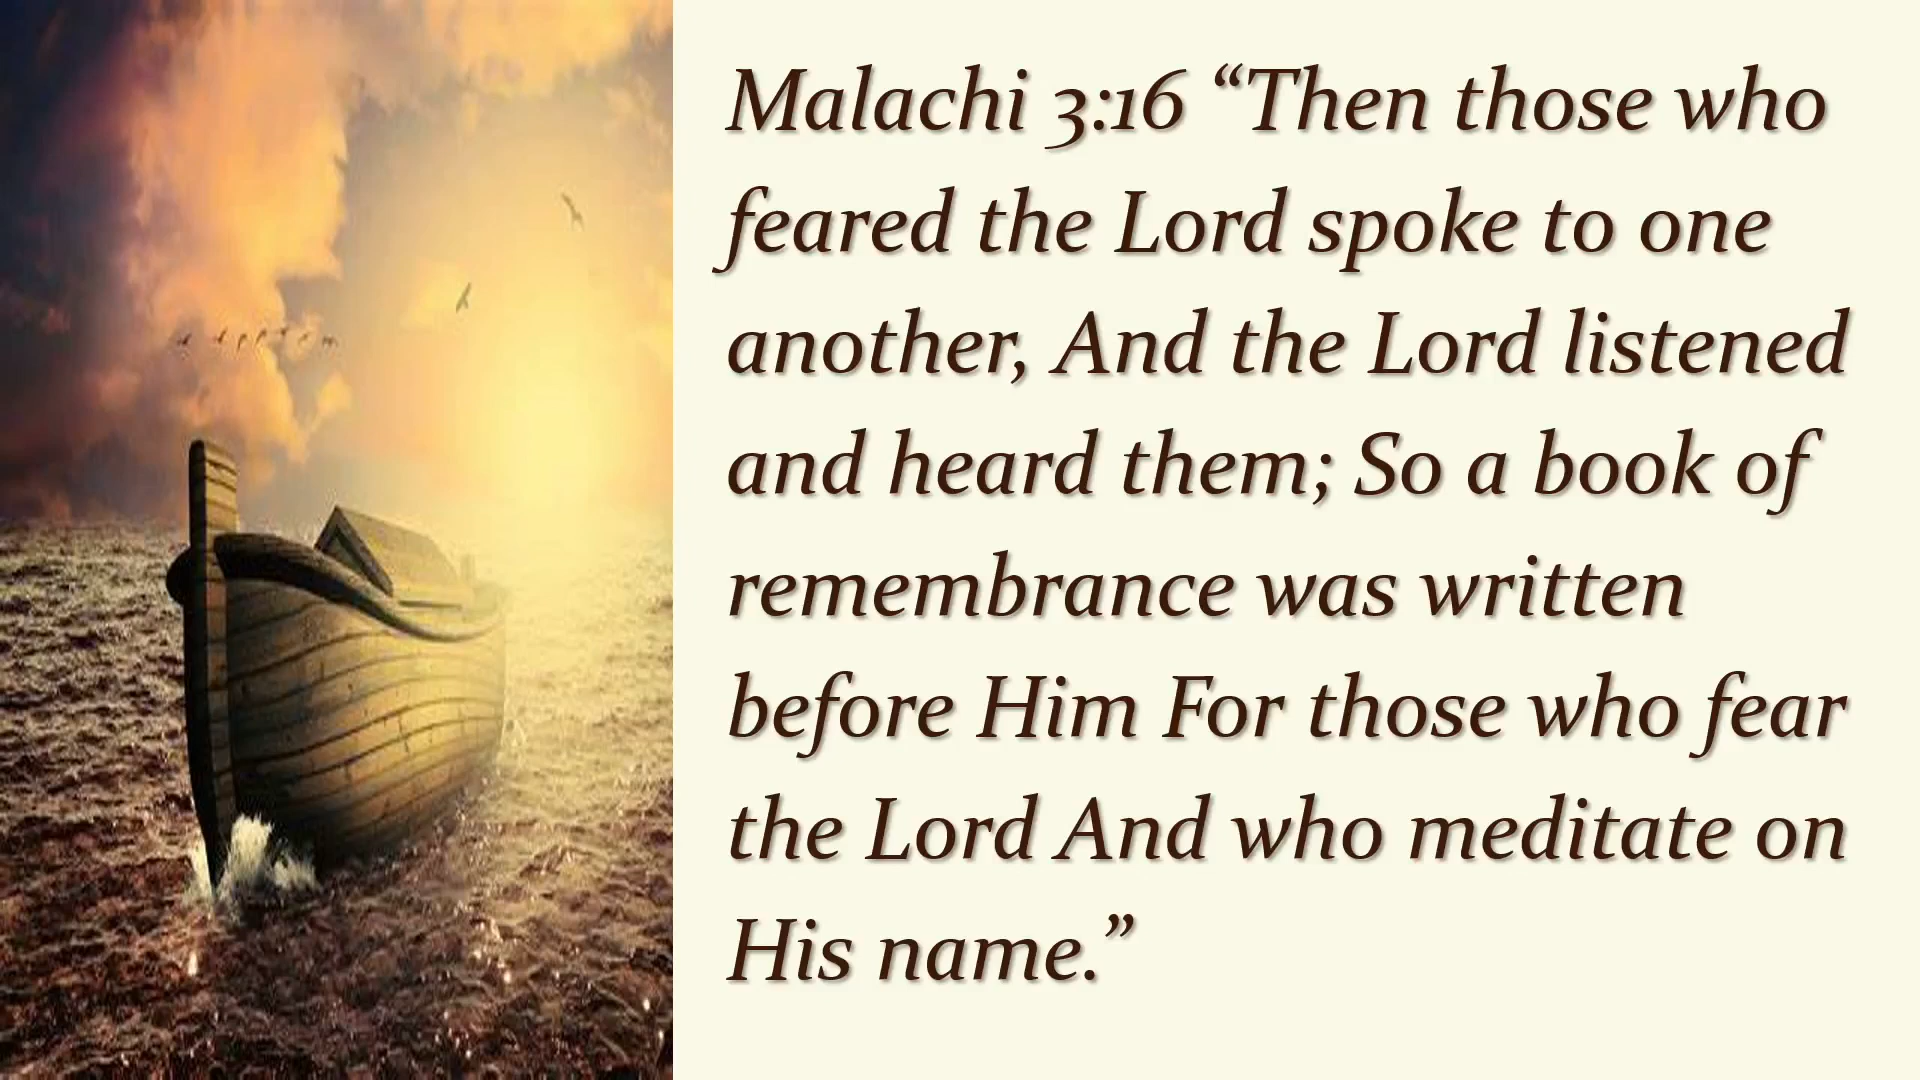 Malachi 3:16 “Then those who
feared the Lord spoke to one
another, And the Lord listened
and heard them; So a book of
remembrance was written
before Him For those who fear
the Lord And who meditate on
His name.”